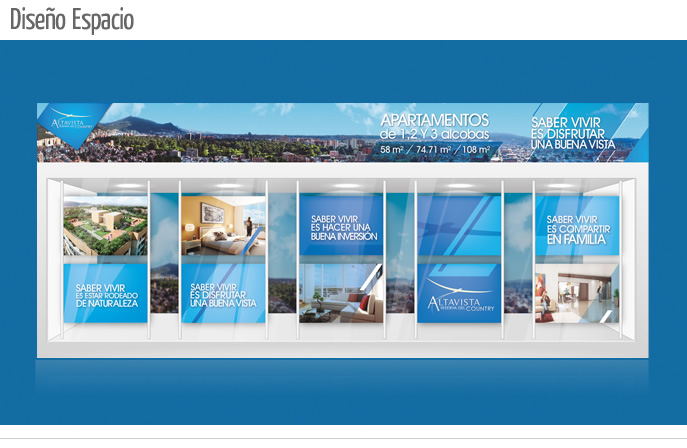 Diseño Espacio
ALTAVISTA
RESERVA DEL COUNTRY
APARTAMENTOS
de 1,2 Y 3 alcobas
58 m² / 74.71 m² / 108 m²
SABER VIVIR
ES DISFRUTAR
UNA BUENA VISTA
SABER VIVIR
ES HACER UNA
BUENA INVERSIÓN
SABER VIVIR
ES COMPARTIR
EN FAMILIA
SABER VIVIR
ES ESTAR RODEADO
DE NATURALEZA
SABER VIVIR
ES DISFRUTAR
UNA BUENA VISTA
ALTAVISTA
RESERVA DEL COUNTRY